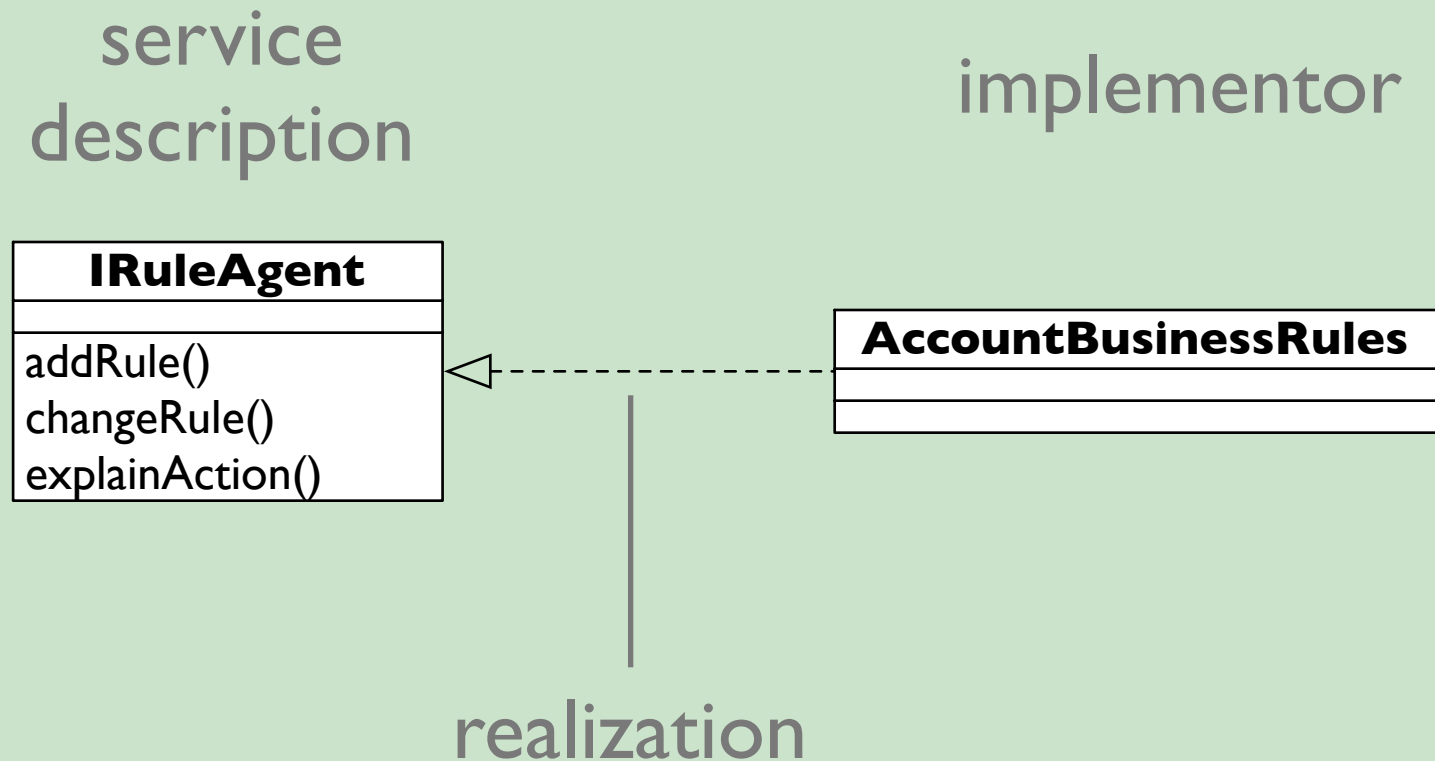 service
description
implementor
IRuleAgent
addRule()
changeRule()
explainAction()
AccountBusinessRules
realization